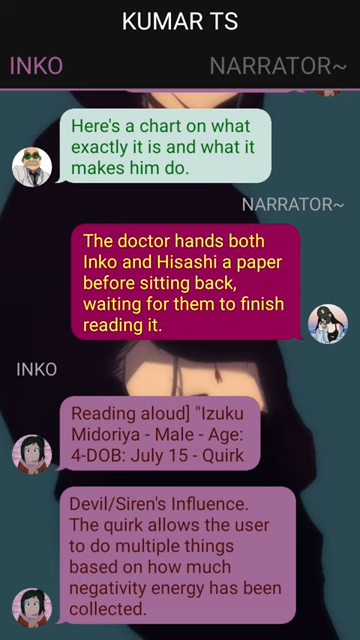 KUMAR TS
INKO
NARRATOR~
Here's a chart on what
exactly it is and what it
makes him do.
NARRATOR~
The doctor hands both
Inko and Hisashi a paper
before sitting back,
waiting for them to finish
reading it.
INKO
Reading aloud] "Izuku
Midoriya - Male - Age:
4-DOB: July 15 - Quirk
Devil/Siren's Influence.
The quirk allows the user
to do multiple things
based on how much
negativity energy has been
collected.